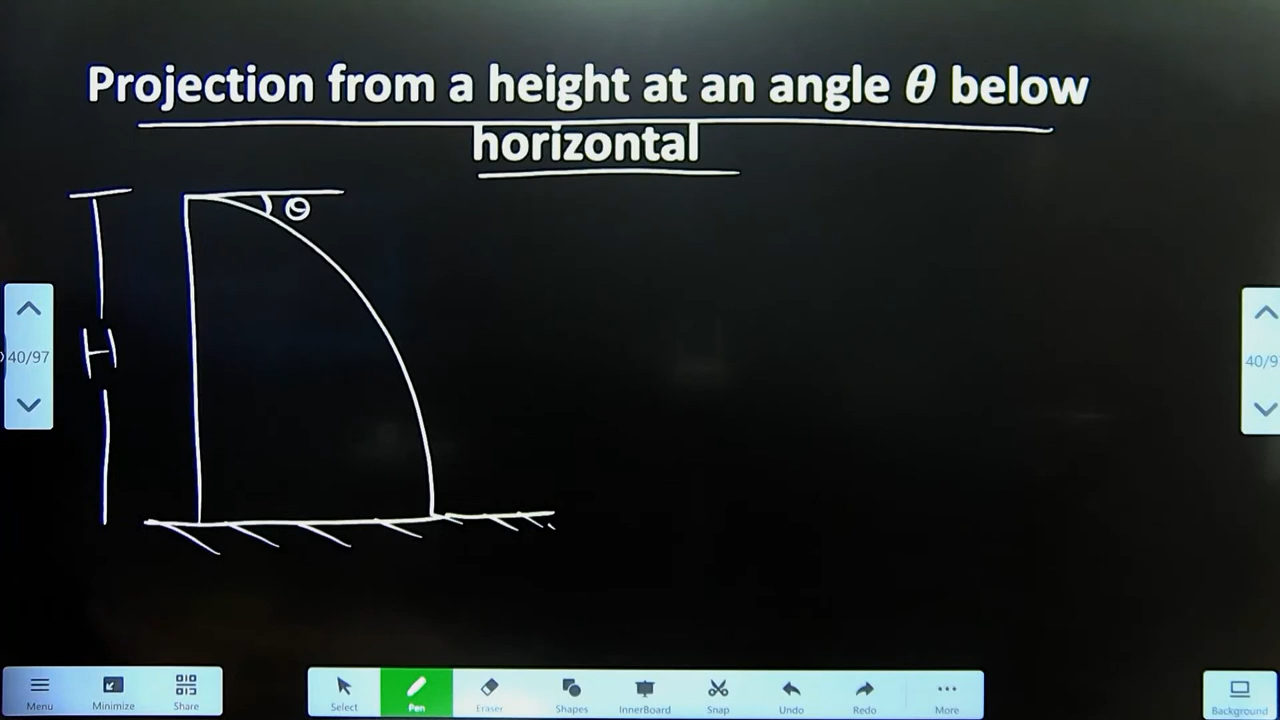 Projection from a height at an angle θ below
horizontal
θ
H
40/97
40/9
Menu
Minimize
Share
Select
Pen
Eraser
Shapes
InnerBoard
Snap
Undo
Redo
More
Background